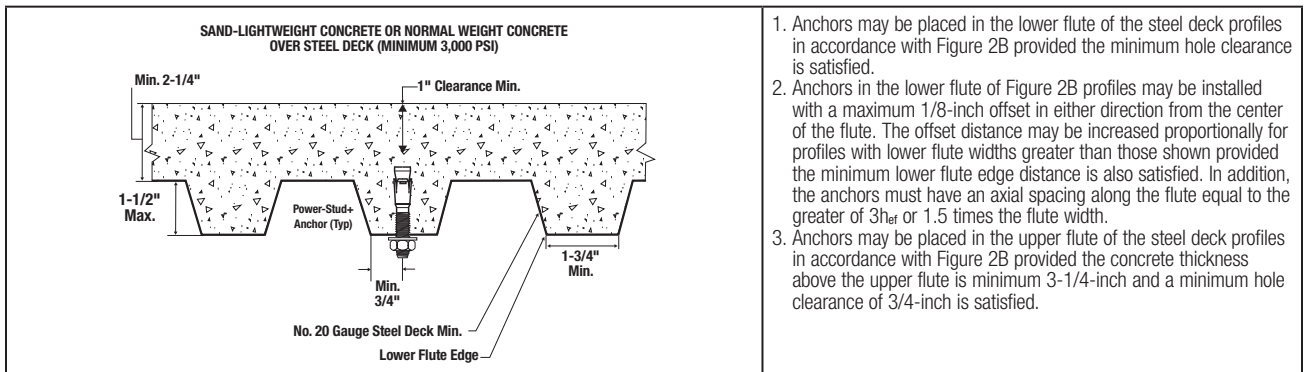 SAND-LIGHTWEIGHT CONCRETE OR NORMAL WEIGHT CONCRETE
OVER STEEL DECK (MINIMUM 3,000 PSI)
Min. 2-1/4"
1" Clearance Min.
1-1/2"
Max.
Power-Stud+
Anchor (Typ)
Min.
3/4"
1-3/4"
Min.
No. 20 Gauge Steel Deck Min.
Lower Flute Edge
1. Anchors may be placed in the lower flute of the steel deck profiles
in accordance with Figure 2B provided the minimum hole clearance
is satisfied.
2. Anchors in the lower flute of Figure 2B profiles may be installed
with a maximum 1/8-inch offset in either direction from the center
of the flute. The offset distance may be increased proportionally for
profiles with lower flute widths greater than those shown provided
the minimum lower flute edge distance is also satisfied. In addition,
the anchors must have an axial spacing along the flute equal to the
greater of 3hef or 1.5 times the flute width.
3. Anchors may be placed in the upper flute of the steel deck profiles
in accordance with Figure 2B provided the concrete thickness
above the upper flute is minimum 3-1/4-inch and a minimum hole
clearance of 3/4-inch is satisfied.